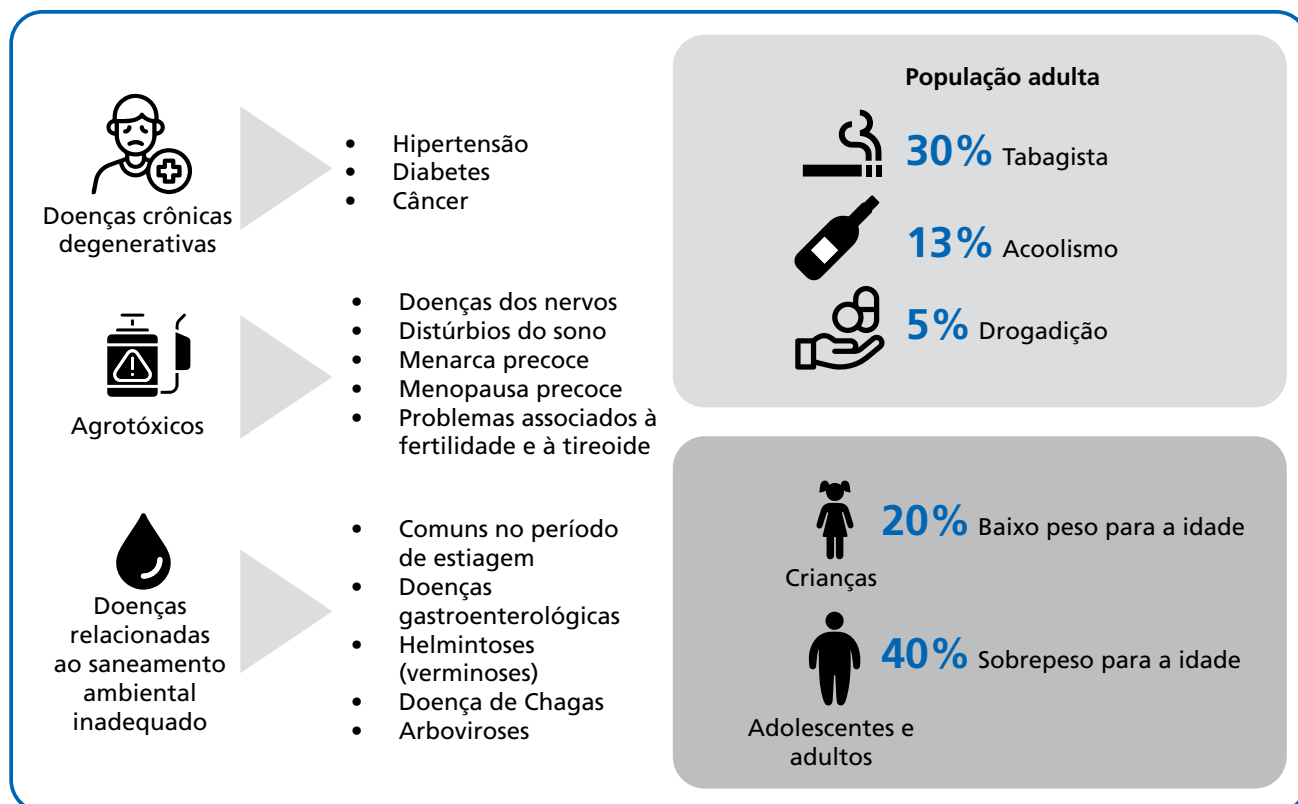 Doenças crônicas
degenerativas
• Hipertensão
• Diabetes
• Câncer
Agrotóxicos
• Doenças dos nervos
• Distúrbios do sono
• Menarca precoce
• Menopausa precoce
• Problemas associados à
fertilidade e à tireoide
Doenças
relacionadas
ao saneamento
ambiental
inadequado
• Comuns no período
de estiagem
• Doenças
gastroenterológicas
• Helmintoses
(verminoses)
• Doença de Chagas
• Arboviroses
População adulta
30% Tabagista
13% Acoolismo
5% Drogadição
20% Baixo peso para a idade
Crianças
40% Sobrepeso para a idade
Adolescentes e
adultos